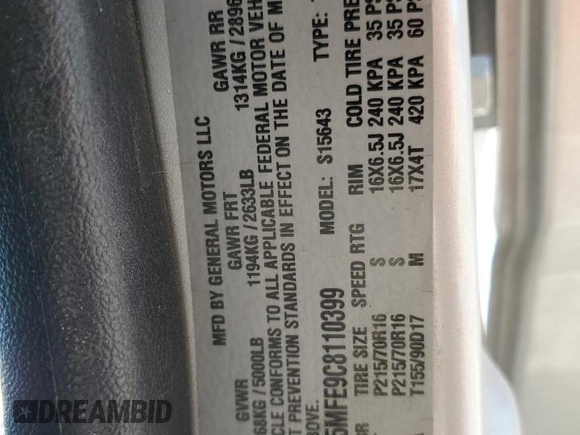 MFD BY GENERAL MOTORS LLC
GVWR GAWR FRT GAWR RR
68KG / 5000LB 1194KG / 2633LB 1314KG / 2896
CLE CONFORMS TO ALL APPLICABLE FEDERAL MOTOR VEH
T PREVENTION STANDARDS IN EFFECT ON THE DATE OF M
OVE.
5MFE9C8110399 MODEL: S15643 TYPE:
TIRE SIZE SPEED RTG RIM COLD TIRE PRE
P215/70R16 S 16X6.5J 240 KPA 35 PS
P215/70R16 S 16X6.5J 240 KPA 35 PS
T155/90D17 M 17X4T 420 KPA 60 PS